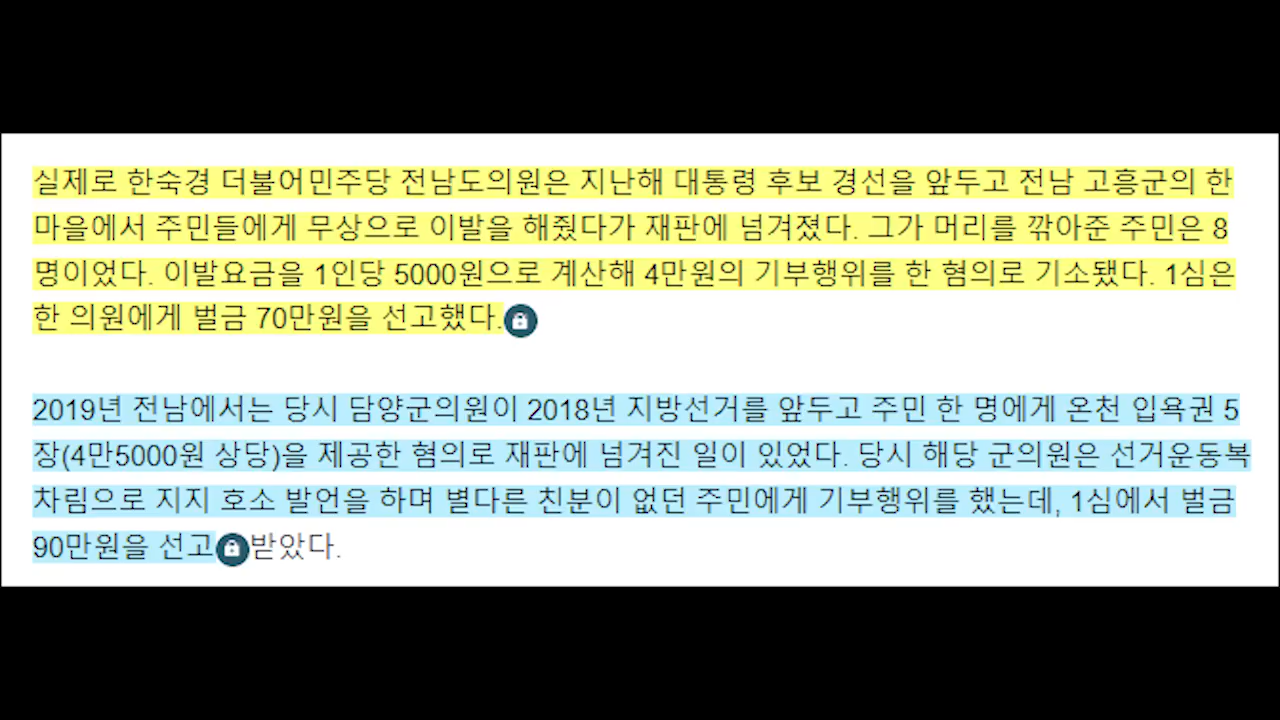 실제로 한숙경 더불어민주당 전남도의원은 지난해 대통령 후보 경선을 앞두고 전남 고흥군의 한
마을에서 주민들에게 무상으로 이발을 해줬다가 재판에 넘겨졌다. 그가 머리를 깎아준 주민은 8
명이었다. 이발요금을 1인당 5000원으로 계산해 4만원의 기부행위를 한 혐의로 기소됐다. 1심은
한 의원에게 벌금 70만원을 선고했다.
2019년 전남에서는 당시 담양군의원이 2018년 지방선거를 앞두고 주민 한 명에게 온천 입욕권 5
장(4만5000원 상당)을 제공한 혐의로 재판에 넘겨진 일이 있었다. 당시 해당 군의원은 선거운동복
차림으로 지지 호소 발언을 하며 별다른 친분이 없던 주민에게 기부행위를 했는데, 1심에서 벌금
90만원을 선고받았다.